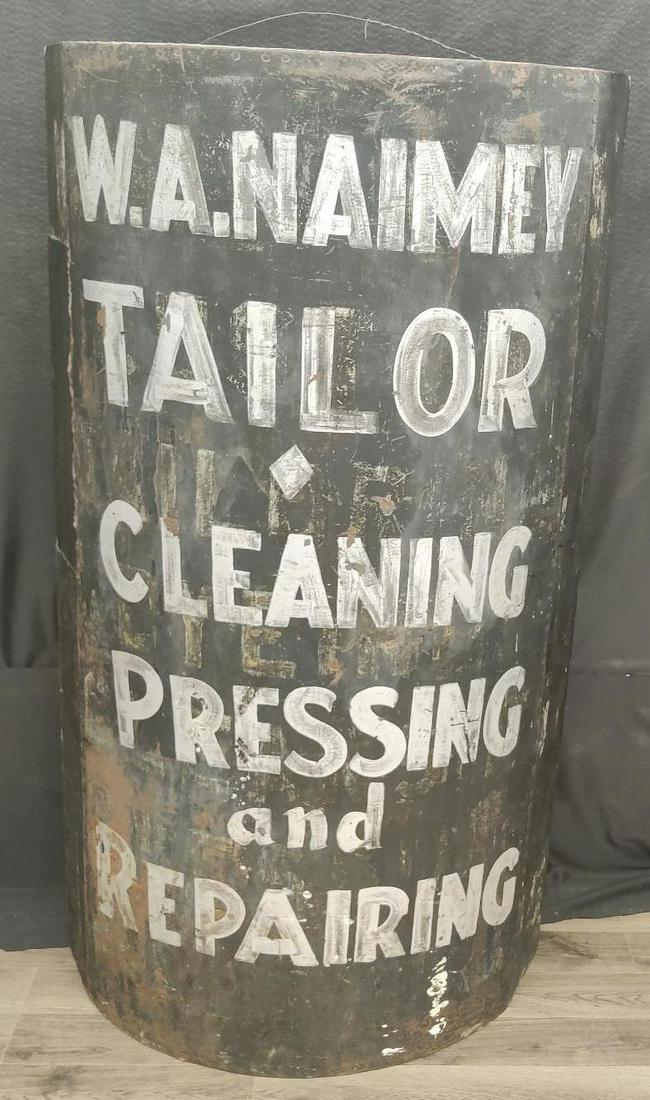 W.A.NAIMEY
TAILOR
CLEANING
PRESSING
and
REPAIRING